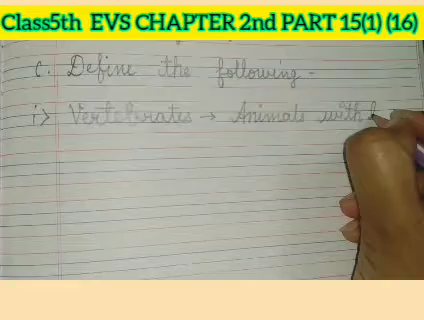 Class5th EVS CHAPTER 2nd PART 15(1) (16)
C. Define the following -
i> Vertebrates → Animals with